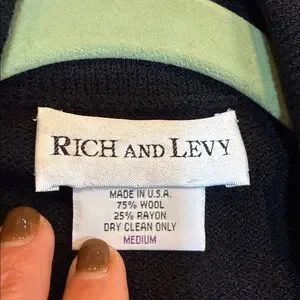 RICH AND LEVY
MADE IN U.S.A.
75% WOOL
25% RAYON
DRY CLEAN ONLY
MEDIUM